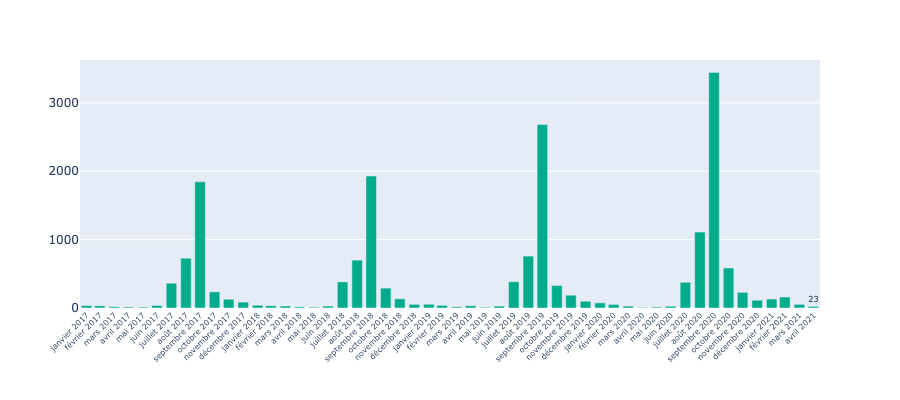 3000
2000
1000
0
23
janvier 2017
février 2017
mars 2017
avril 2017
mai 2017
juin 2017
juillet 2017
août 2017
septembre 2017
octobre 2017
novembre 2017
décembre 2017
janvier 2018
février 2018
mars 2018
avril 2018
mai 2018
juin 2018
juillet 2018
août 2018
septembre 2018
octobre 2018
novembre 2018
décembre 2018
janvier 2019
février 2019
mars 2019
avril 2019
mai 2019
juin 2019
juillet 2019
août 2019
septembre 2019
octobre 2019
novembre 2019
décembre 2019
janvier 2020
février 2020
mars 2020
avril 2020
mai 2020
juin 2020
juillet 2020
août 2020
septembre 2020
octobre 2020
novembre 2020
décembre 2020
janvier 2021
février 2021
mars 2021
avril 2021